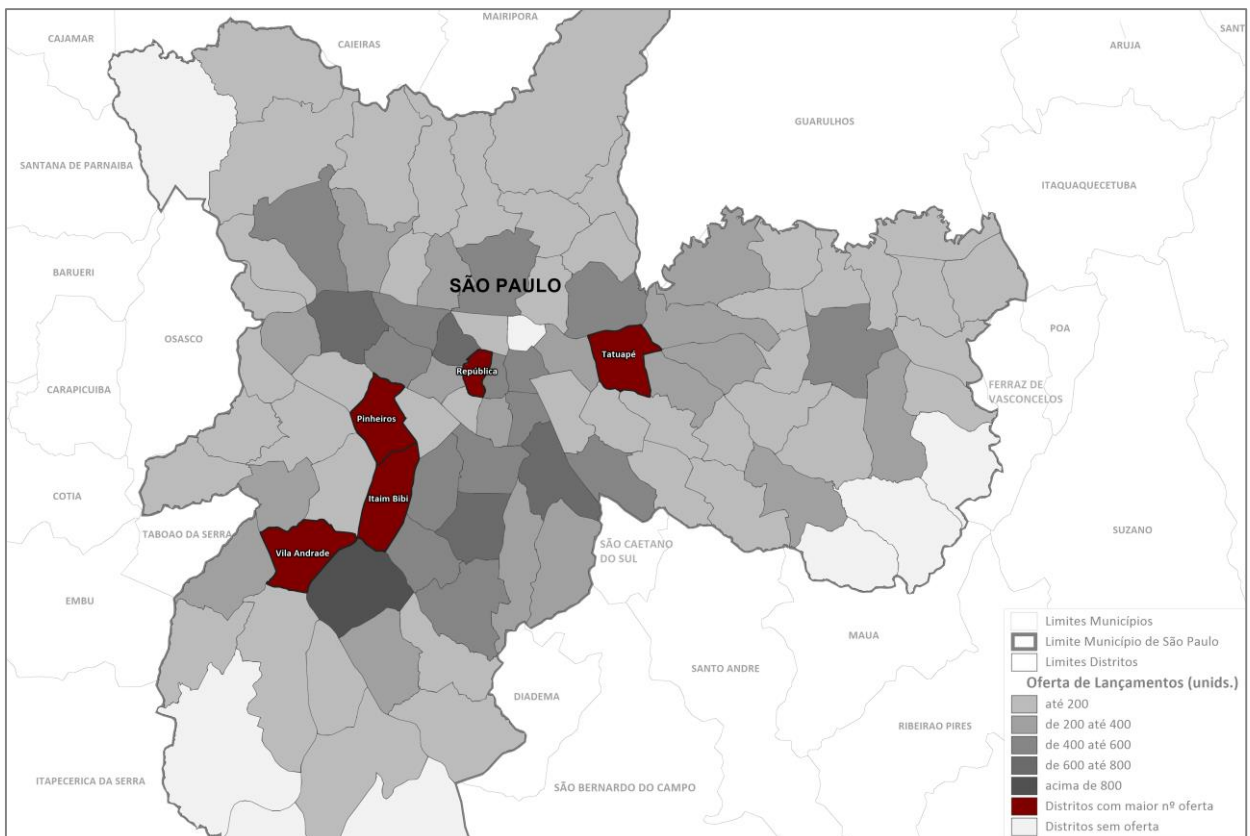 MAIRIPORA
CAJAMAR
CAIEIRAS
ARUJA
SANT
GUARULHOS
SANTANA DE PARNAIBA
ITAQUAQUECETUBA
BARUERI
SÃO PAULO
OSASCO
POA
Tatuapé
República
CARAPICUIBA
FERRAZ DE
VASCONCELOS
Pinheiros
COTIA
Itaim Bibi
TABOAO DA SERRA
SUZANO
SÃO CAETANO
DO SUL
Vila Andrade
EMBU
MAUA
SANTO ANDRE
DIADEMA
RIBEIRAO PIRES
ITAPECERICA DA SERRA
SÃO BERNARDO DO CAMPO
Limites Municípios
Limite Município de São Paulo
Limites Distritos
Oferta de Lançamentos (unids.)
até 200
de 200 até 400
de 400 até 600
de 600 até 800
acima de 800
Distritos com maior nº oferta
Distritos sem oferta